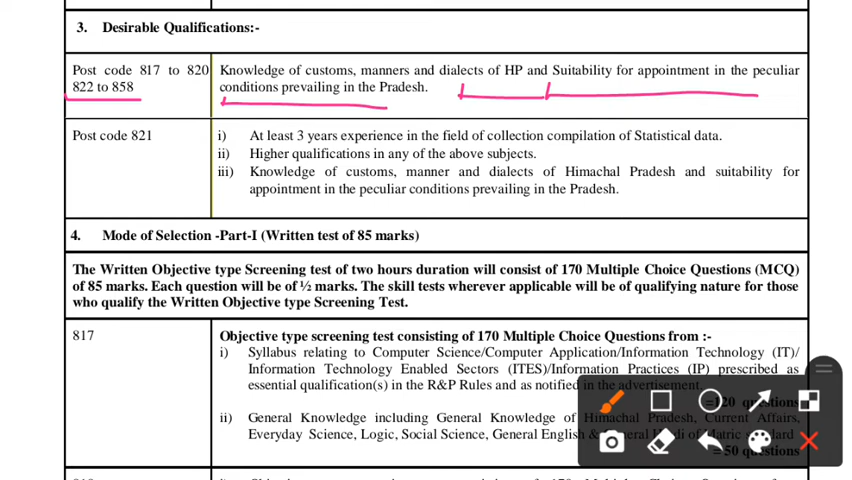 3. Desirable Qualifications:-
Post code 817 to 820
822 to 858
Knowledge of customs, manners and dialects of HP and Suitability for appointment in the peculiar
conditions prevailing in the Pradesh.
Post code 821
i) At least 3 years experience in the field of collection compilation of Statistical data.
ii) Higher qualifications in any of the above subjects.
iii) Knowledge of customs, manner and dialects of Himachal Pradesh and suitability for
appointment in the peculiar conditions prevailing in the Pradesh.
4. Mode of Selection -Part-I (Written test of 85 marks)
The Written Objective type Screening test of two hours duration will consist of 170 Multiple Choice Questions (MCQ)
of 85 marks. Each question will be of ½ marks. The skill tests wherever applicable will be of qualifying nature for those
who qualify the Written Objective type Screening Test.
817
Objective type screening test consisting of 170 Multiple Choice Questions from :-
i) Syllabus relating to Computer Science/Computer Application/Information Technology (IT)/
Information Technology Enabled Sectors (ITES)/Information Practices (IP) prescribed as
essential qualification(s) in the R&P Rules and as notified in the advertisement.
=120 questions
ii) General Knowledge including General Knowledge of Himachal Pradesh, Current Affairs,
Everyday Science, Logic, Social Science, General English & General Hindi of Matric standard
= 50 questions